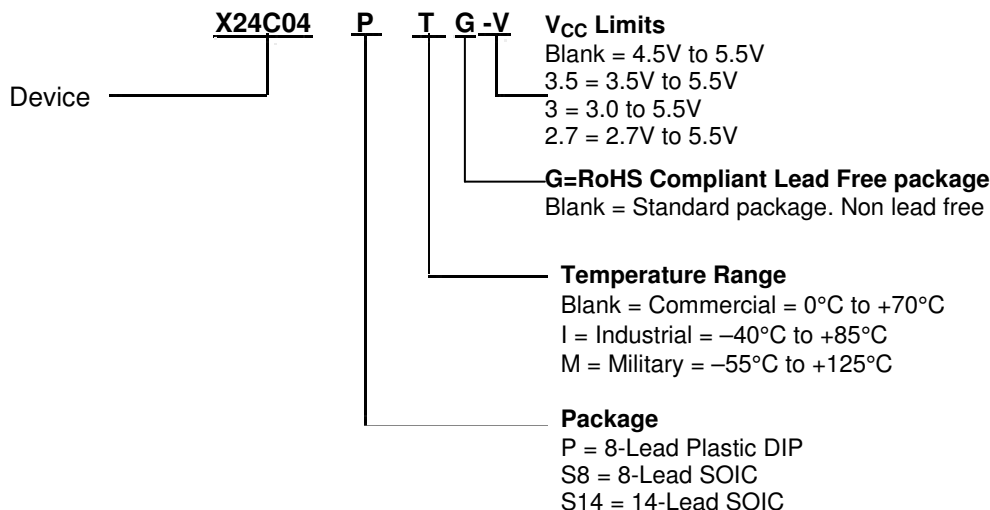 X24C04 P T G -V
Device
VCC Limits
Blank = 4.5V to 5.5V
3.5 = 3.5V to 5.5V
3 = 3.0 to 5.5V
2.7 = 2.7V to 5.5V
G=RoHS Compliant Lead Free package
Blank = Standard package. Non lead free
Temperature Range
Blank = Commercial = 0°C to +70°C
I = Industrial = –40°C to +85°C
M = Military = –55°C to +125°C
Package
P = 8-Lead Plastic DIP
S8 = 8-Lead SOIC
S14 = 14-Lead SOIC